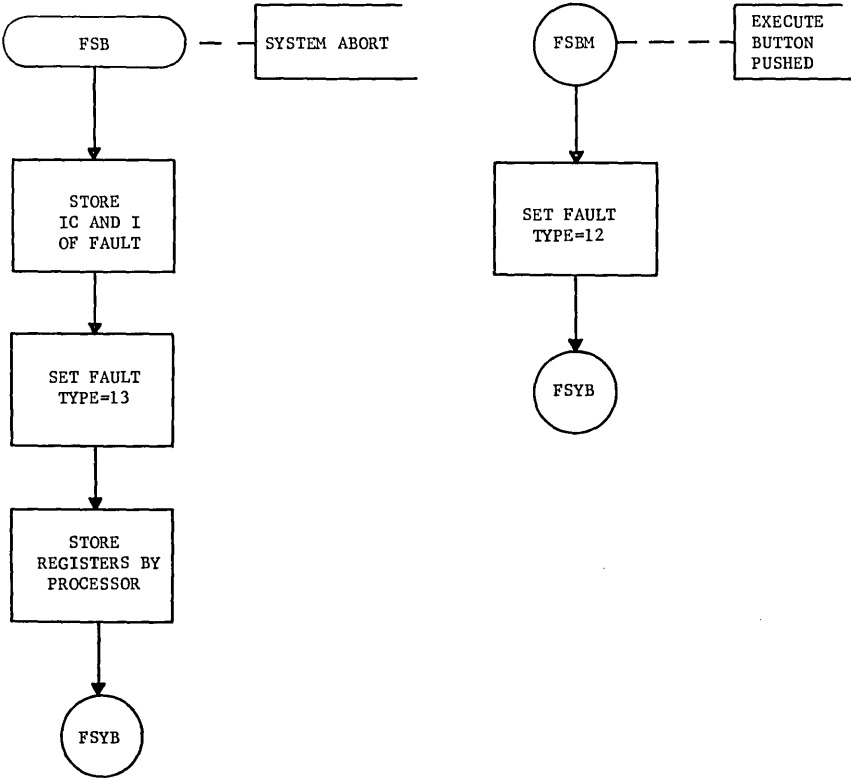 FSB
SYSTEM ABORT
STORE
IC AND I
OF FAULT
SET FAULT
TYPE=13
STORE
REGISTERS BY
PROCESSOR
FSYB
FSBM
EXECUTE
BUTTON
PUSHED
SET FAULT
TYPE=12
FSYB